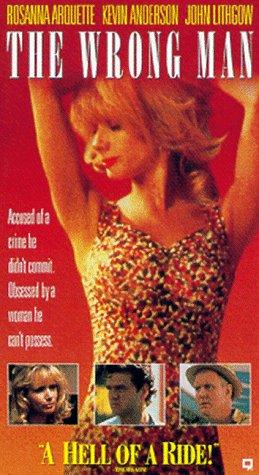 ROSANNA ARQUETTE KEVIN ANDERSON JOHN LITHGOW
THE WRONG MAN
Accused of a
crime he
didn't commit.
Obsessed by a
woman he
can't possess.
"A HELL OF A RIDE!"